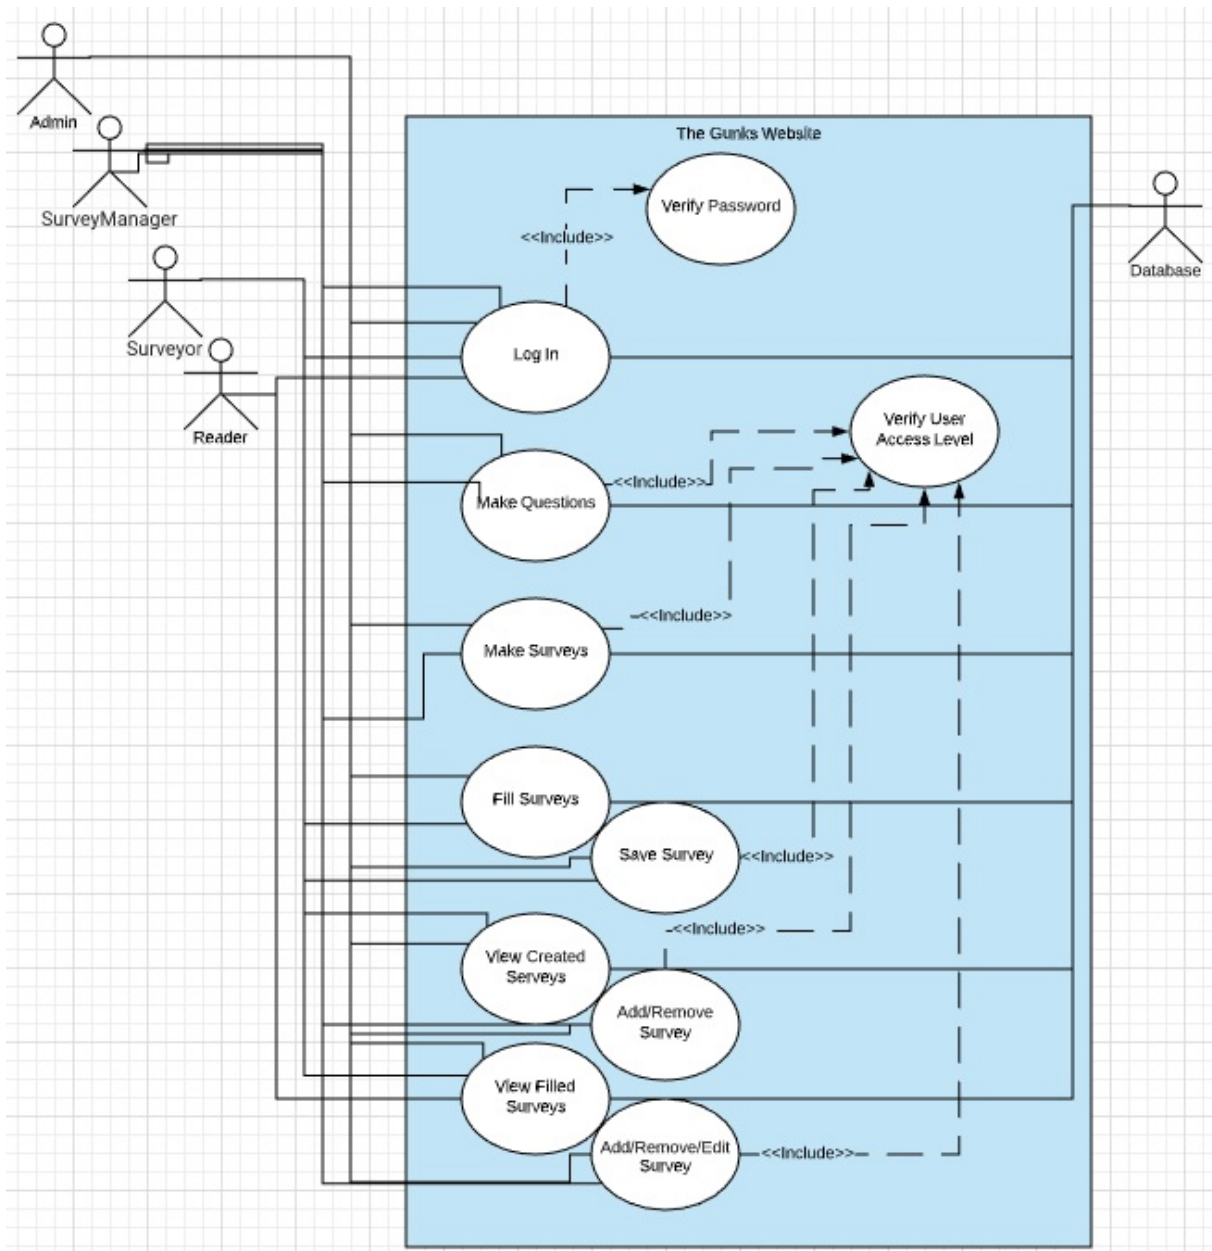 Admin
The Gunks Website
Verify Password
SurveyManager
<<Include>>
Database
Surveyor
Log In
Reader
Verify User
Access Level
<<Include>>
Make Questions
<<Include>>
Make Surveys
Fill Surveys
Save Survey
<<Include>>
<<Include>>
View Created
Serveys
Add/Remove
Survey
View Filled
Surveys
Add/Remove/Edit
Survey
<<Include>>